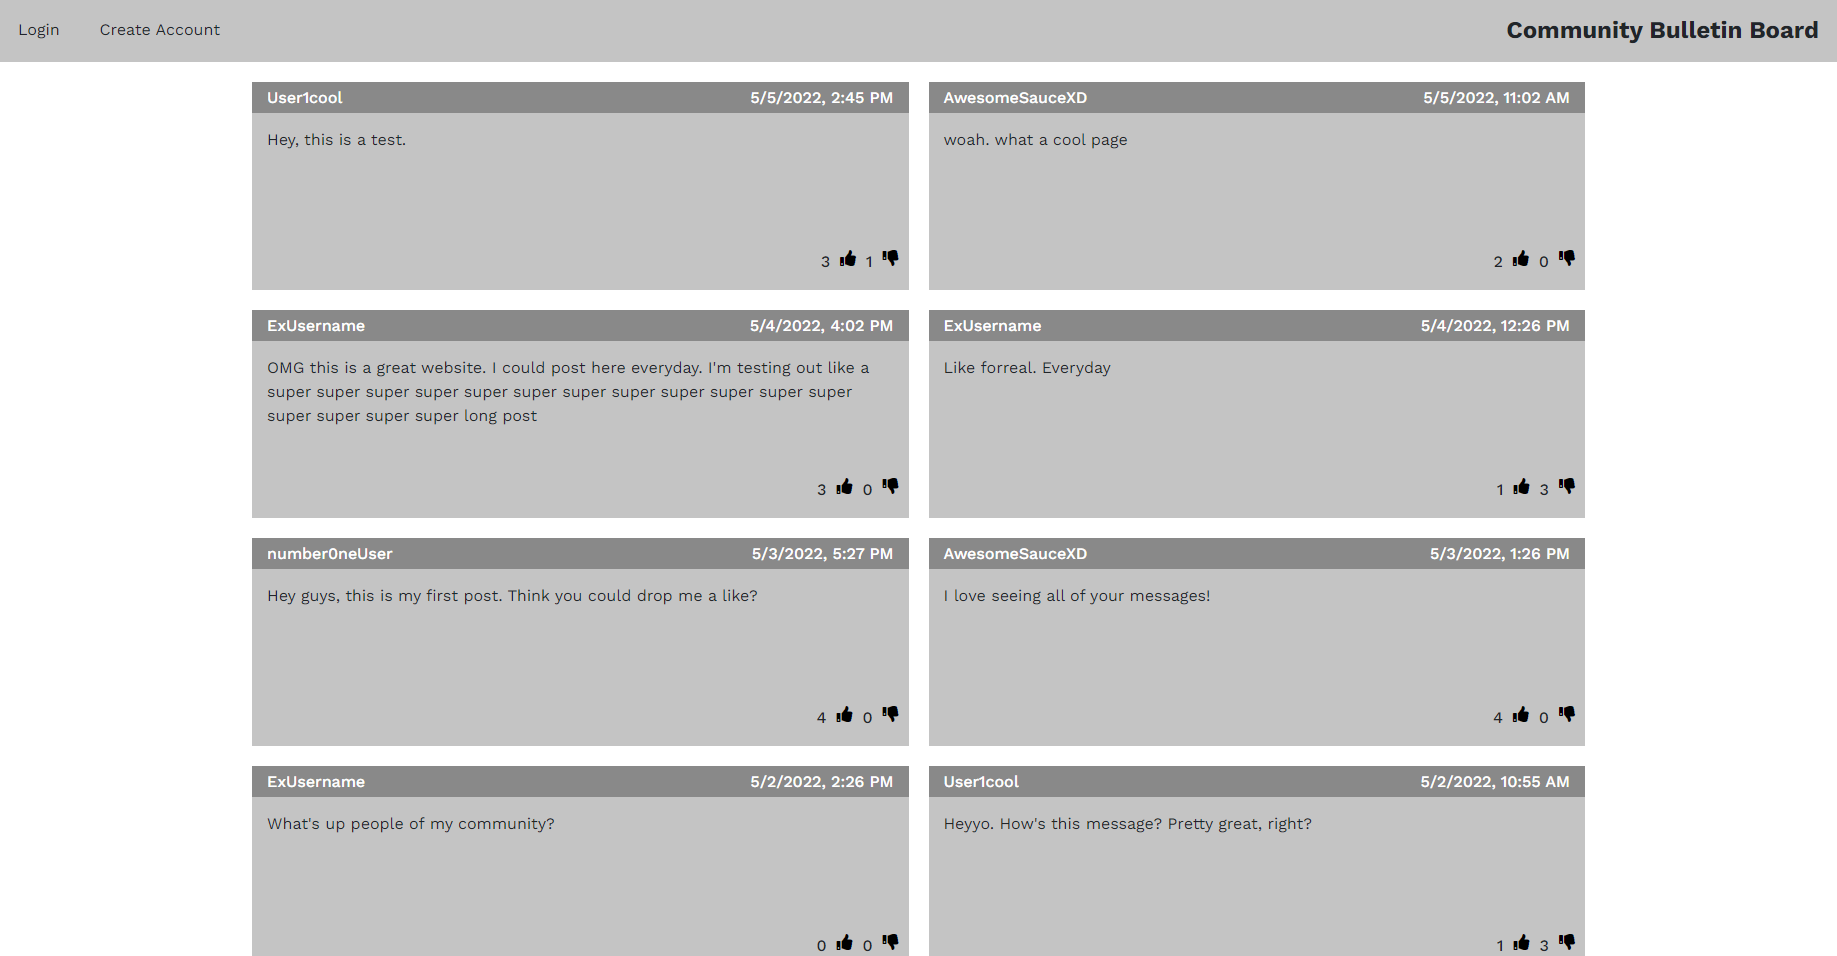 Login Create Account Community Bulletin Board
User1cool 5/5/2022, 2:45 PM
Hey, this is a test.
3 1
AwesomeSauceXD 5/5/2022, 11:02 AM
woah. what a cool page
2 0
ExUsername 5/4/2022, 4:02 PM
OMG this is a great website. I could post here everyday. I'm testing out like a
super super super super super super super super super super super super
super super super super long post
3 0
ExUsername 5/4/2022, 12:26 PM
Like forreal. Everyday
1 3
number0neUser 5/3/2022, 5:27 PM
Hey guys, this is my first post. Think you could drop me a like?
4 0
AwesomeSauceXD 5/3/2022, 1:26 PM
I love seeing all of your messages!
4 0
ExUsername 5/2/2022, 2:26 PM
What's up people of my community?
0 0
User1cool 5/2/2022, 10:55 AM
Heyyo. How's this message? Pretty great, right?
1 3